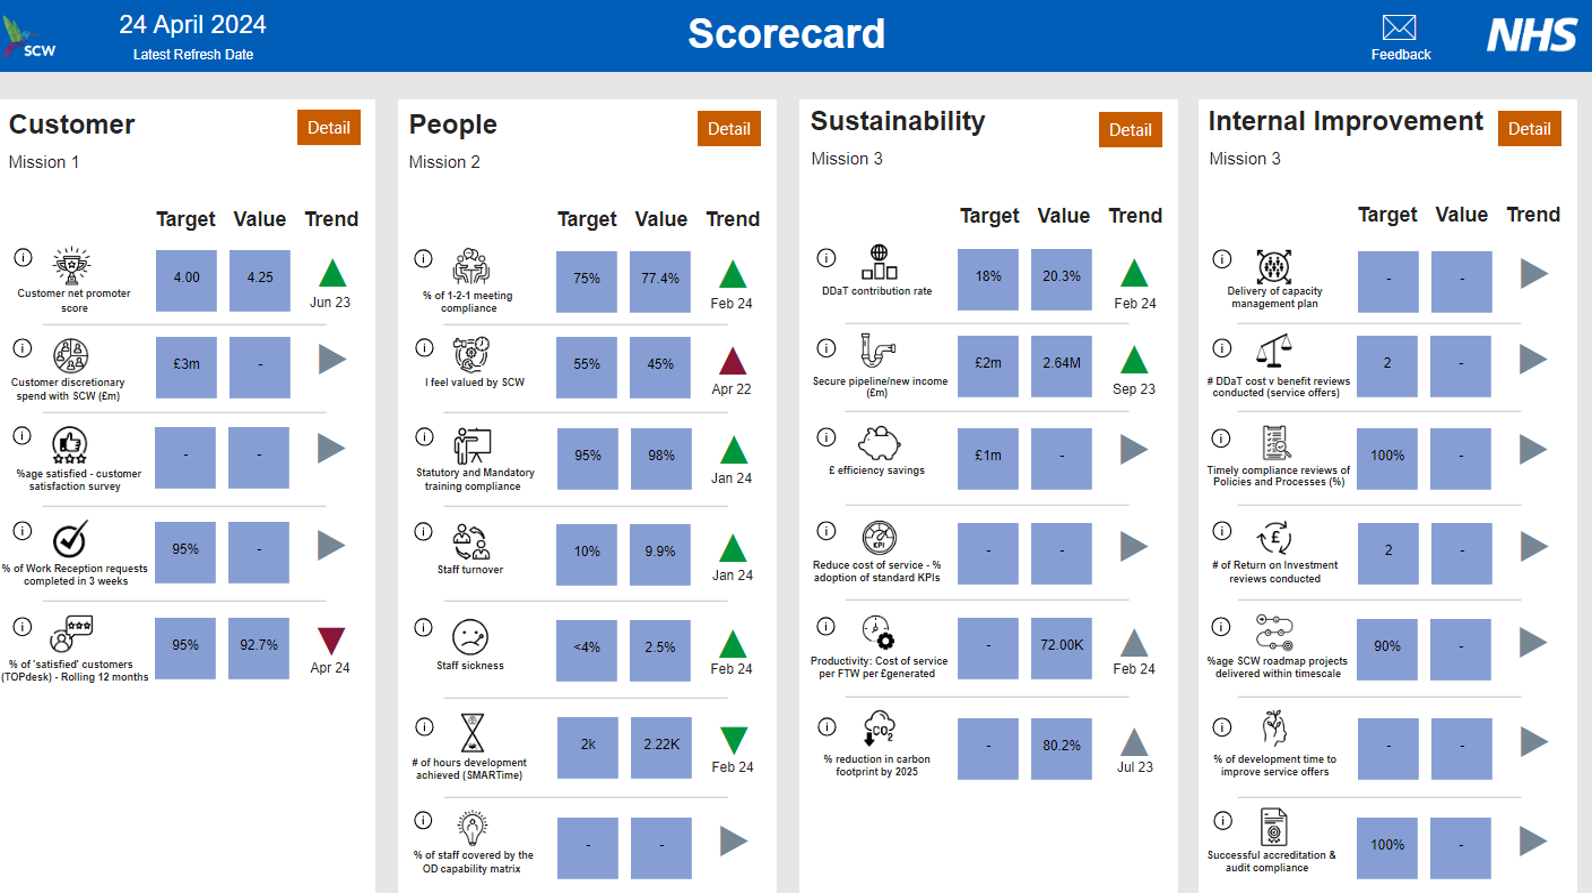 SCW
24 April 2024
Latest Refresh Date
Scorecard
Feedback
NHS
Customer
Detail
Mission 1
Target Value Trend
Customer net promoter
score
4.00
4.25
Jun 23
Customer discretionary
spend with SCW (£m)
£3m
-
%age satisfied - customer
satisfaction survey
-
-
% of Work Reception requests
completed in 3 weeks
95%
-
% of 'satisfied' customers
(TOPdesk) - Rolling 12 months
95%
92.7%
Apr 24
People
Detail
Mission 2
Target Value Trend
% of 1-2-1 meeting
compliance
75%
77.4%
Feb 24
I feel valued by SCW
55%
45%
Apr 22
Statutory and Mandatory
training compliance
95%
98%
Jan 24
Staff turnover
10%
9.9%
Jan 24
Staff sickness
<4%
2.5%
Feb 24
# of hours development
achieved (SMARTime)
2k
2.22K
Feb 24
% of staff covered by the
OD capability matrix
-
-
Sustainability
Detail
Mission 3
Target Value Trend
DDaT contribution rate
18%
20.3%
Feb 24
Secure pipeline/new income
(£m)
£2m
2.64M
Sep 23
£ efficiency savings
£1m
-
KPI
Reduce cost of service - %
adoption of standard KPIs
-
-
Productivity: Cost of service
per FTW per £generated
-
72.00K
Feb 24
CO2
% reduction in carbon
footprint by 2025
-
80.2%
Jul 23
Internal Improvement
Detail
Mission 3
Target Value Trend
Delivery of capacity
management plan
-
-
# DDaT cost v benefit reviews
conducted (service offers)
2
-
Timely compliance reviews of
Policies and Processes (%)
100%
-
£
# of Return on Investment
reviews conducted
2
-
%age SCW roadmap projects
delivered within timescale
90%
-
% of development time to
improve service offers
-
-
Successful accreditation &
audit compliance
100%
-